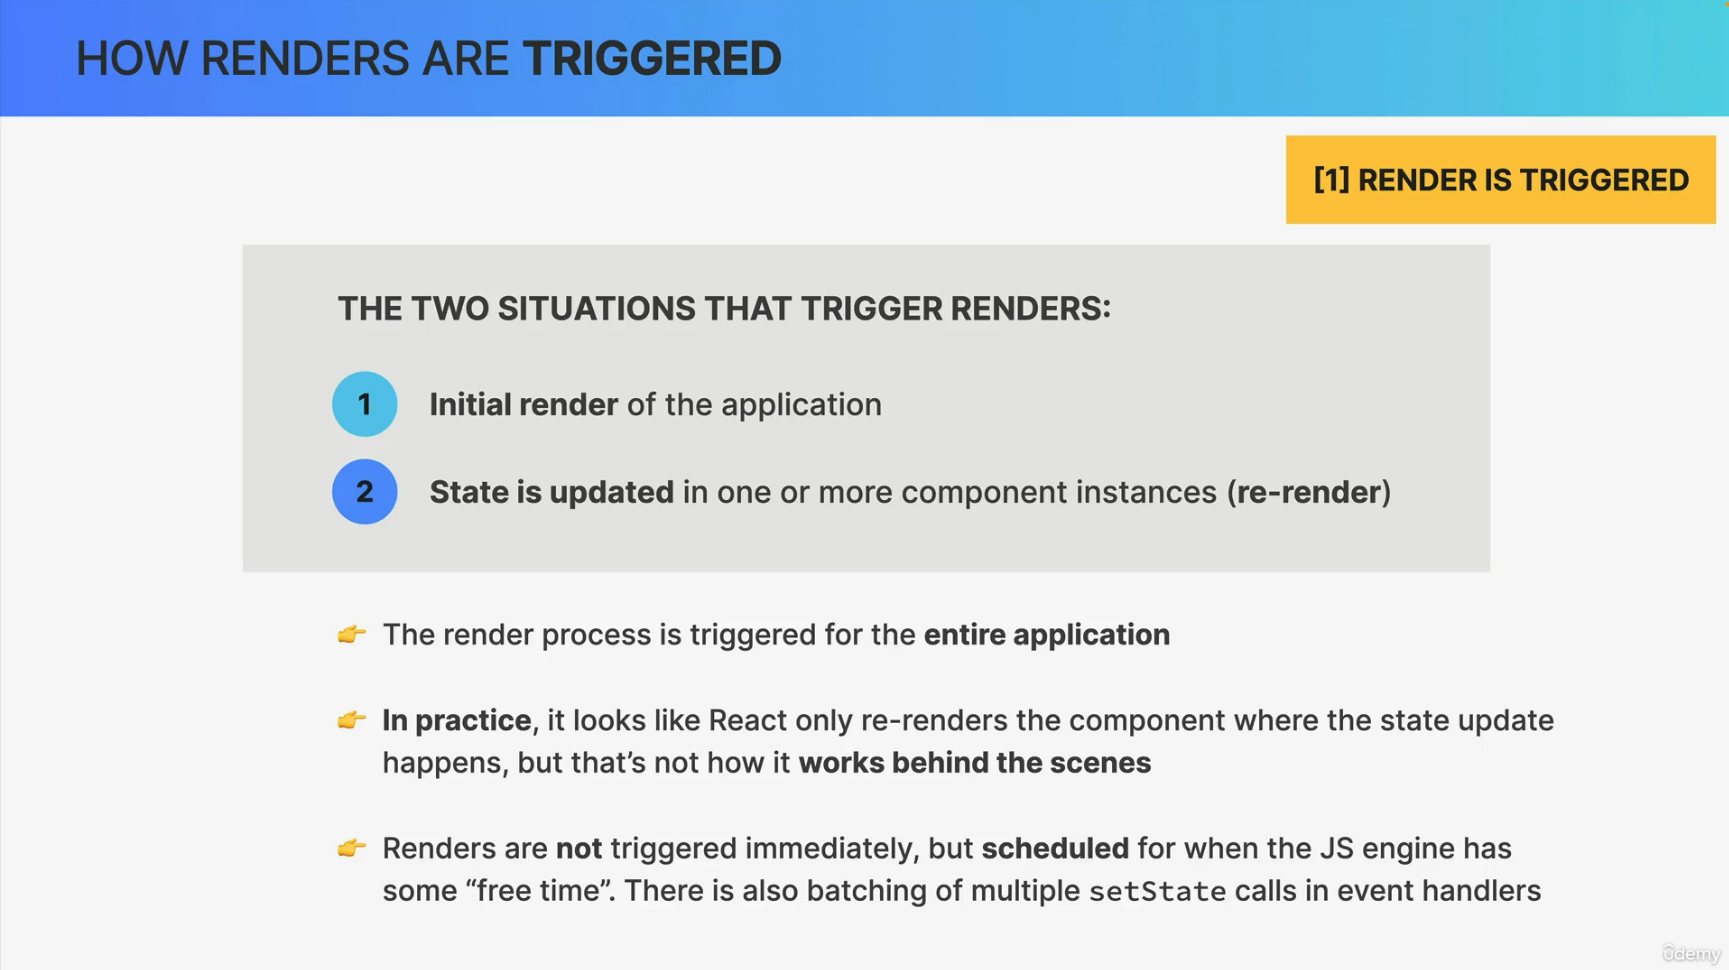 HOW RENDERS ARE TRIGGERED
[1] RENDER IS TRIGGERED
THE TWO SITUATIONS THAT TRIGGER RENDERS:
1 Initial render of the application
2 State is updated in one or more component instances (re-render)
👉 The render process is triggered for the entire application
👉 In practice, it looks like React only re-renders the component where the state update
happens, but that’s not how it works behind the scenes
👉 Renders are not triggered immediately, but scheduled for when the JS engine has
some “free time”. There is also batching of multiple setState calls in event handlers
ûdemy